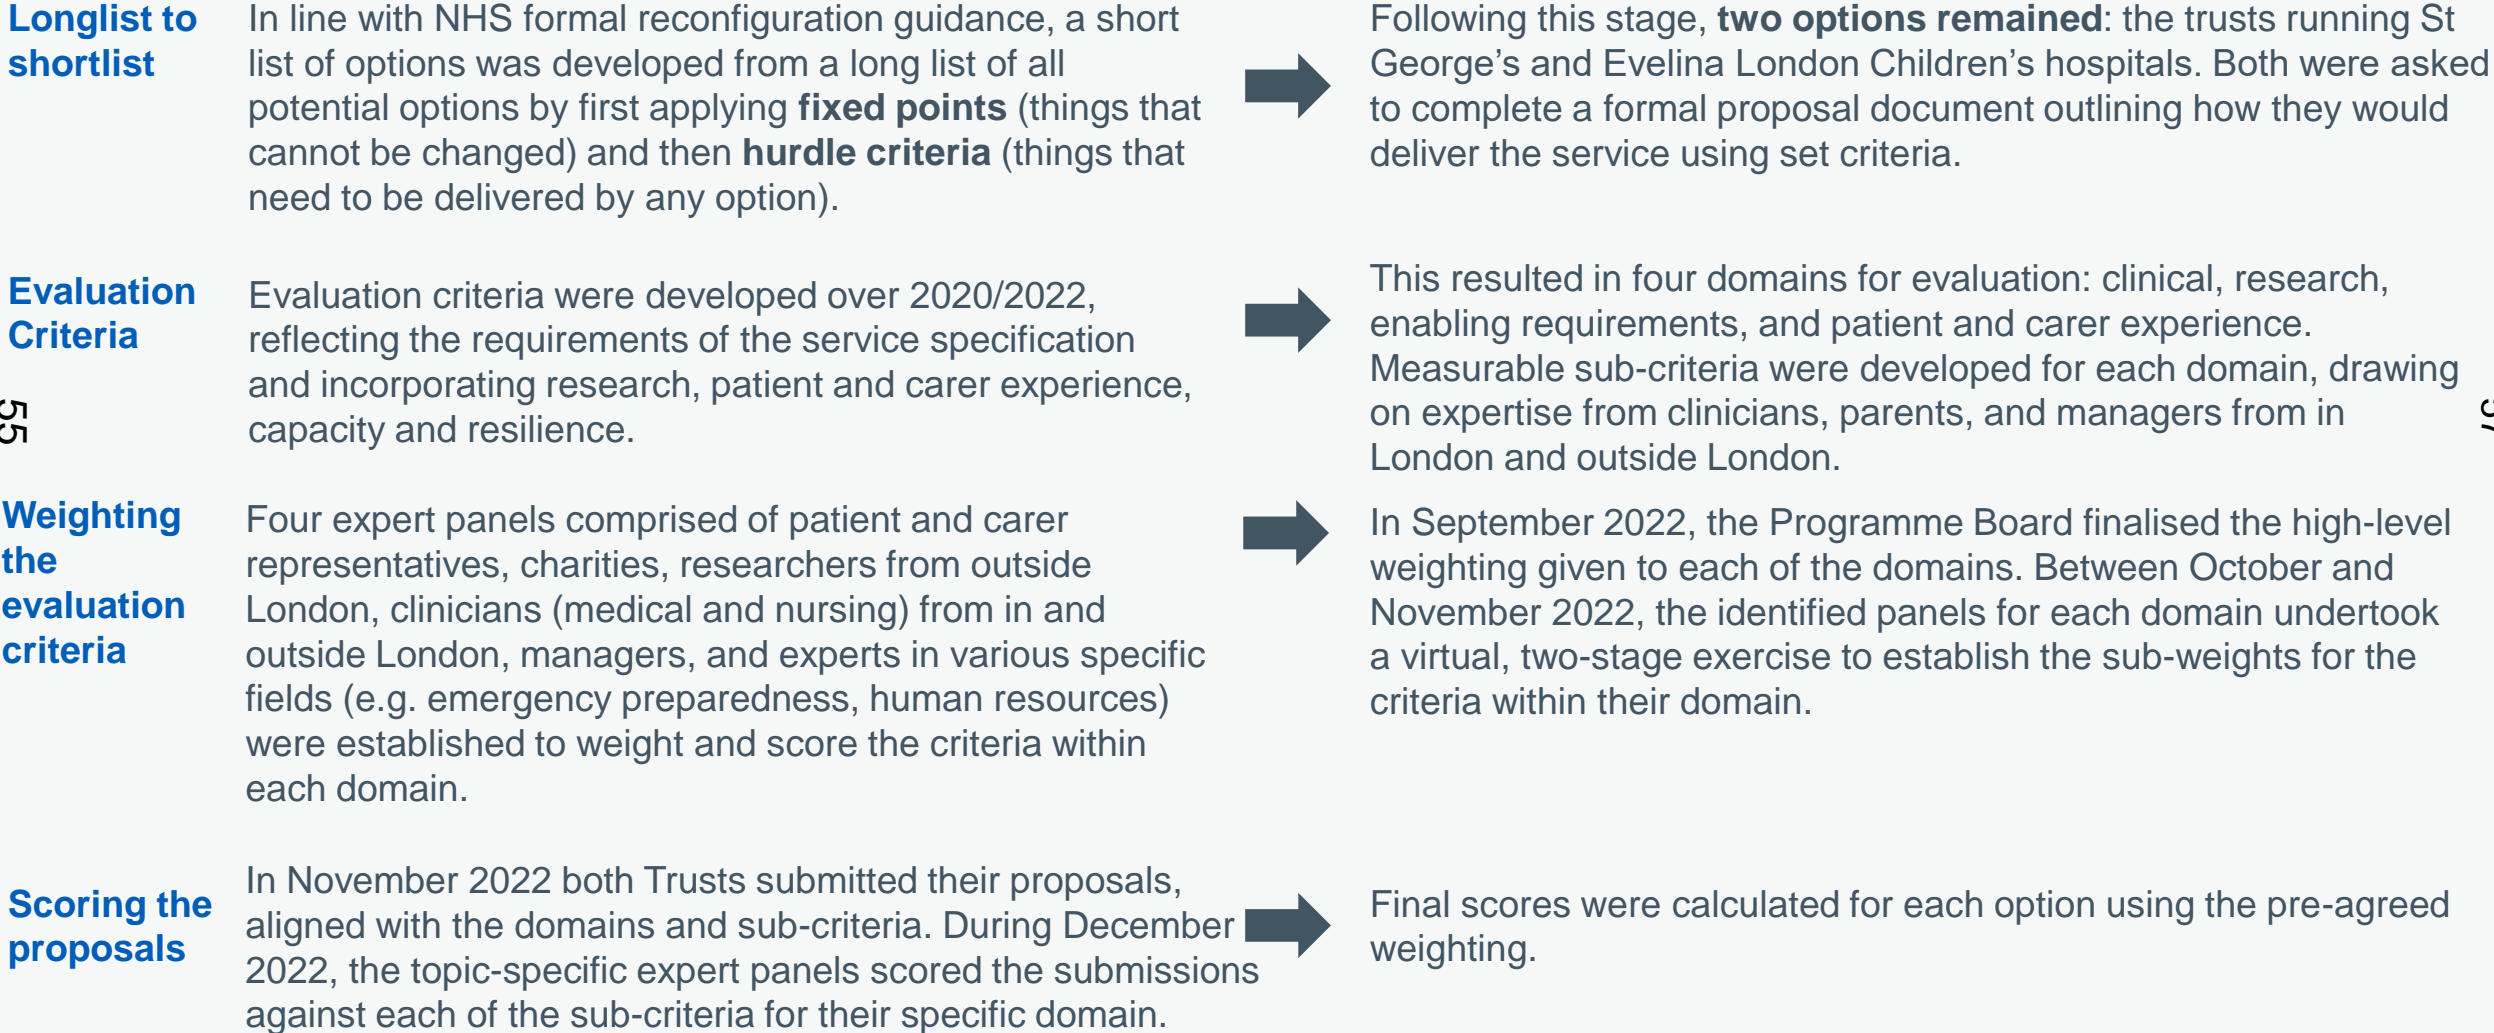 Longlist to
shortlist
In line with NHS formal reconfiguration guidance, a short
list of options was developed from a long list of all
potential options by first applying fixed points (things that
cannot be changed) and then hurdle criteria (things that
need to be delivered by any option).
Following this stage, two options remained: the trusts running St
George’s and Evelina London Children’s hospitals. Both were asked
to complete a formal proposal document outlining how they would
deliver the service using set criteria.
Evaluation
Criteria
Evaluation criteria were developed over 2020/2022,
reflecting the requirements of the service specification
and incorporating research, patient and carer experience,
capacity and resilience.
This resulted in four domains for evaluation: clinical, research,
enabling requirements, and patient and carer experience.
Measurable sub-criteria were developed for each domain, drawing
on expertise from clinicians, parents, and managers from in
London and outside London.
55
Weighting
the
evaluation
criteria
Four expert panels comprised of patient and carer
representatives, charities, researchers from outside
London, clinicians (medical and nursing) from in and
outside London, managers, and experts in various specific
fields (e.g. emergency preparedness, human resources)
were established to weight and score the criteria within
each domain.
In September 2022, the Programme Board finalised the high-level
weighting given to each of the domains. Between October and
November 2022, the identified panels for each domain undertook
a virtual, two-stage exercise to establish the sub-weights for the
criteria within their domain.
Scoring the
proposals
In November 2022 both Trusts submitted their proposals,
aligned with the domains and sub-criteria. During December
2022, the topic-specific expert panels scored the submissions
against each of the sub-criteria for their specific domain.
Final scores were calculated for each option using the pre-agreed
weighting.